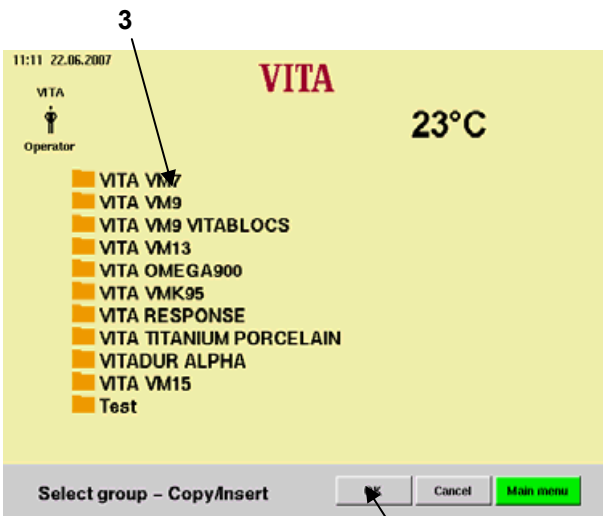 3
11:11 22.06.2007
VITA
VITA
23°C
Operator
VITA VM7
VITA VM9
VITA VM9 VITABLOCS
VITA VM13
VITA OMEGA900
VITA VMK95
VITA RESPONSE
VITA TITANIUM PORCELAIN
VITADUR ALPHA
VITA VM15
Test
Select group – Copy/Insert OK Cancel Main menu